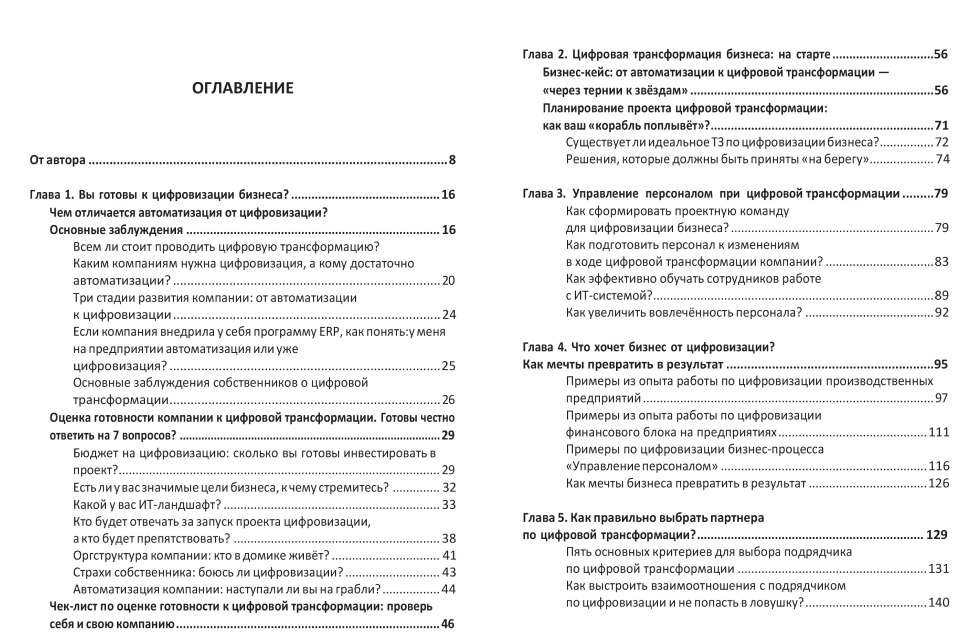 ОГЛАВЛЕНИЕ
От автора ........ 8
Глава 1. Вы готовы к цифровизации бизнеса? ........ 16
Чем отличается автоматизация от цифровизации?
Основные заблуждения ........ 16
Всем ли стоит проводить цифровую трансформацию?
Каким компаниям нужна цифровизация, а кому достаточно
автоматизации? ........ 20
Три стадии развития компании: от автоматизации
к цифровизации ........ 24
Если компания внедрила у себя программу ERP, как понять:у меня
на предприятии автоматизация или уже
цифровизация? ........ 25
Основные заблуждения собственников о цифровой
трансформации ........ 26
Оценка готовности компании к цифровой трансформации. Готовы честно
ответить на 7 вопросов? ........ 29
Бюджет на цифровизацию: сколько вы готовы инвестировать в
проект? ........ 29
Есть ли у вас значимые цели бизнеса, к чему стремитесь? ........ 32
Какой у вас ИТ-ландшафт? ........ 33
Кто будет отвечать за запуск проекта цифровизации,
а кто будет препятствовать? ........ 38
Оргструктура компании: кто в домике живёт? ........ 41
Страхи собственника: боюсь ли цифровизации? ........ 43
Автоматизация компании: наступали ли вы на грабли? ........ 44
Чек-лист по оценке готовности к цифровой трансформации: проверь
себя и свою компанию ........ 46
Глава 2. Цифровая трансформация бизнеса: на старте ........ 56
Бизнес-кейс: от автоматизации к цифровой трансформации —
«через тернии к звёздам» ........ 56
Планирование проекта цифровой трансформации:
как ваш «корабль поплывёт»? ........ 71
Существует ли идеальное ТЗ по цифровизации бизнеса? ........ 72
Решения, которые должны быть приняты «на берегу» ........ 74
Глава 3. Управление персоналом при цифровой трансформации ........ 79
Как сформировать проектную команду
для цифровизации бизнеса? ........ 79
Как подготовить персонал к изменениям
в ходе цифровой трансформации компании? ........ 83
Как эффективно обучать сотрудников работе
с ИТ-системой? ........ 89
Как увеличить вовлечённость персонала? ........ 92
Глава 4. Что хочет бизнес от цифровизации?
Как мечты превратить в результат ........ 95
Примеры из опыта работы по цифровизации производственных
предприятий ........ 97
Примеры из опыта работы по цифровизации
финансового блока на предприятиях ........ 111
Примеры по цифровизации бизнес-процесса
«Управление персоналом» ........ 116
Как мечты бизнеса превратить в результат ........ 126
Глава 5. Как правильно выбрать партнера
по цифровой трансформации? ........ 129
Пять основных критериев для выбора подрядчика
по цифровой трансформации ........ 131
Как выстроить взаимоотношения с подрядчиком
по цифровизации и не попасть в ловушку? ........ 140